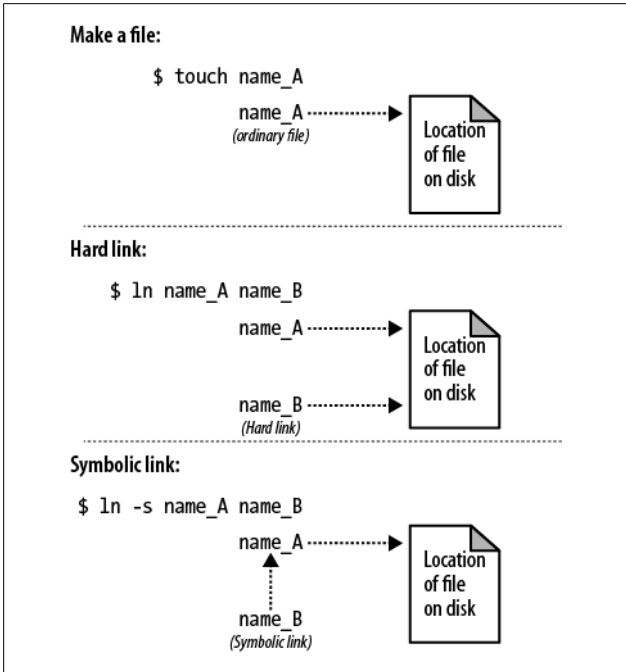 Make a file:
$ touch name_A
name_A
(ordinary file)
Location
of file
on disk
Hard link:
$ ln name_A name_B
name_A
name_B
(Hard link)
Location
of file
on disk
Symbolic link:
$ ln -s name_A name_B
name_A
name_B
(Symbolic link)
Location
of file
on disk